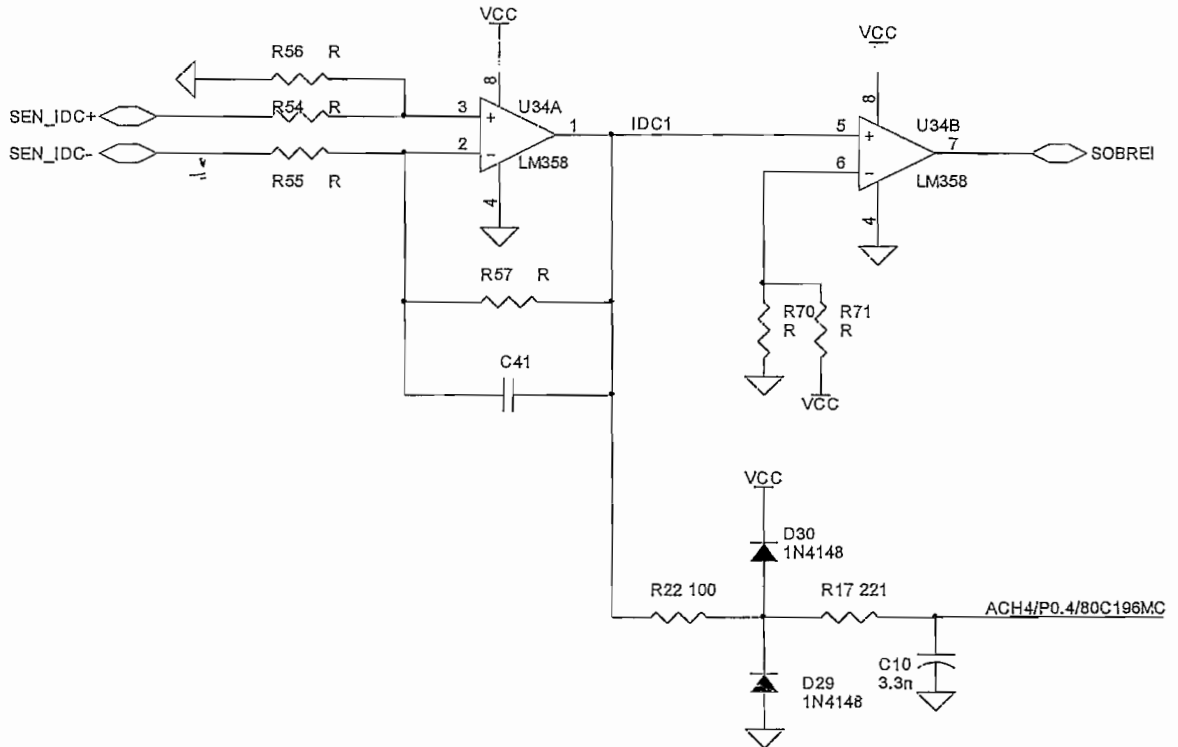 VCC
VCC
R56 R
8
8
SEN_IDC+
R54 R
3
+
U34A
1
IDC1
5
+
U34B
7
SOBREI
SEN_IDC-
2
-
LM358
6
-
LM358
R55 R
4
4
R57 R
R70
R
R71
R
C41
VCC
VCC
D30
1N4148
R22 100
R17 221
ACH4/P0.4/80C196MC
D29
1N4148
C10
3.3n